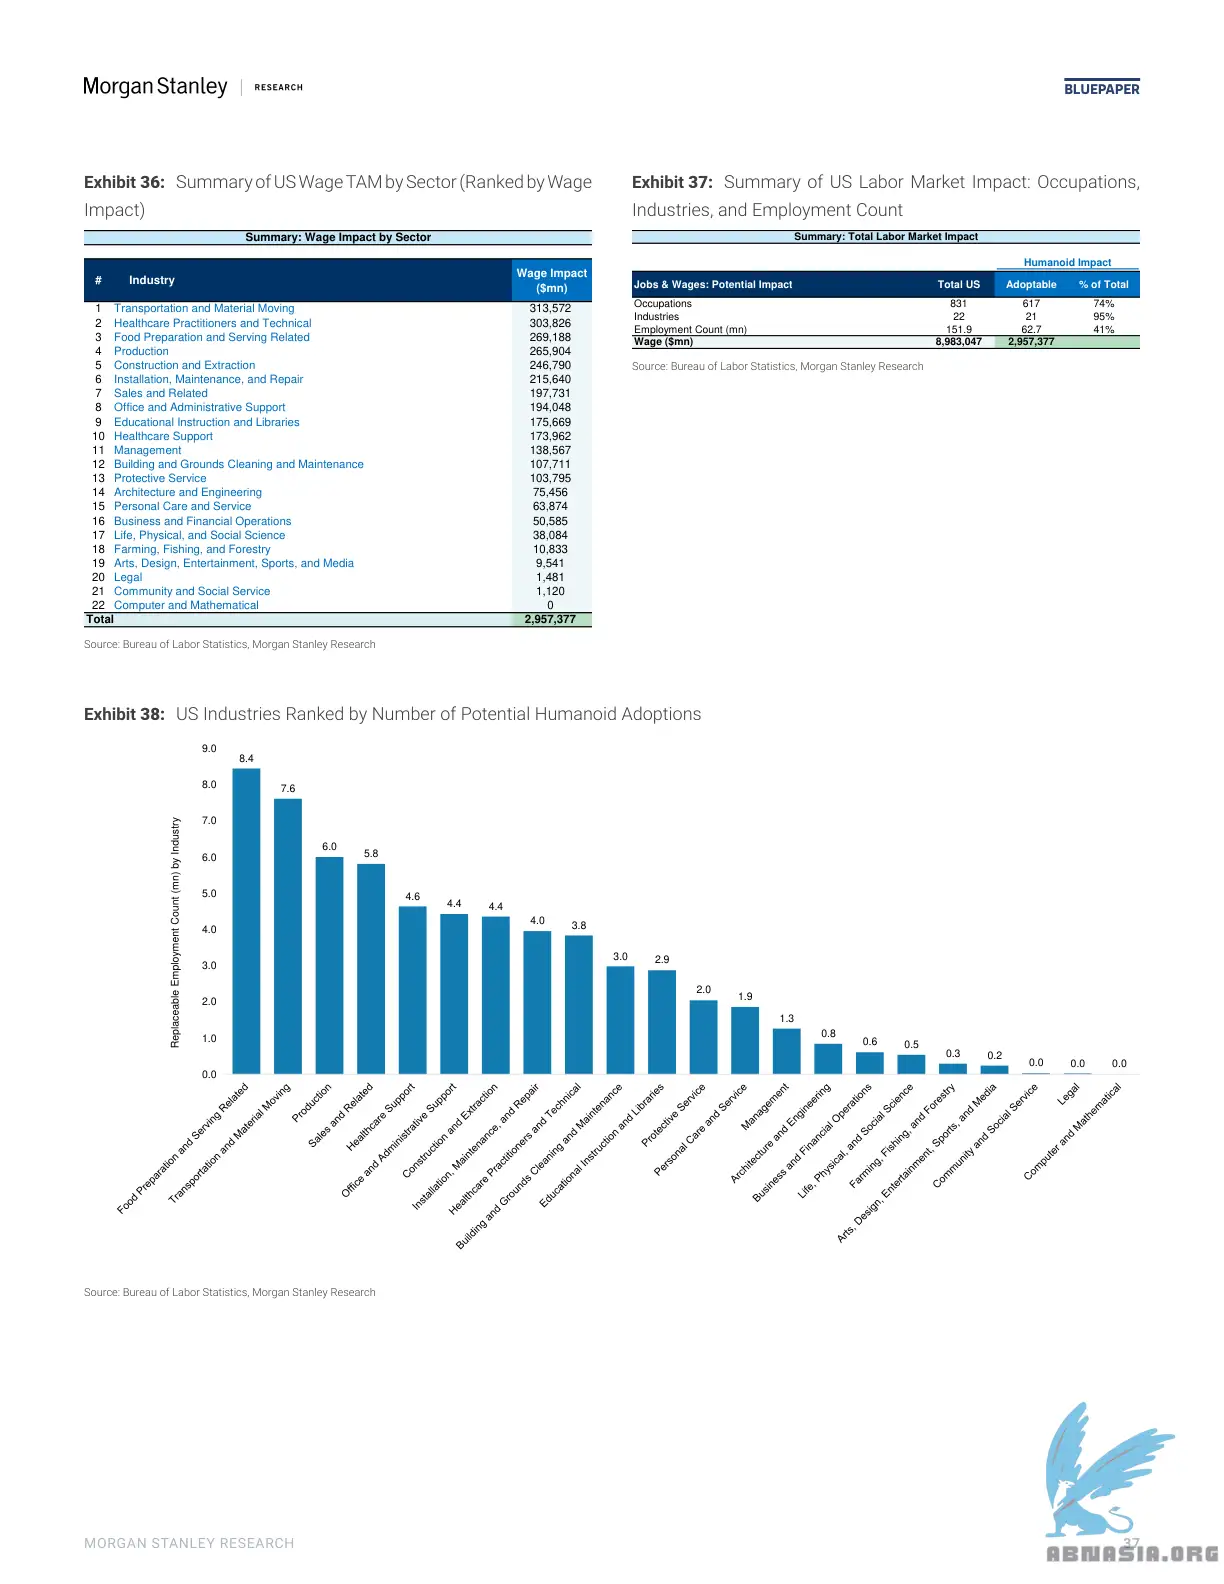 Morgan Stanley | RESEARCH
BLUEPAPER
Exhibit 36: Summary of US Wage TAM by Sector (Ranked by Wage
Impact)
Summary: Wage Impact by Sector
# Industry Wage Impact ($mn)
1 Transportation and Material Moving 313,572
2 Healthcare Practitioners and Technical 303,826
3 Food Preparation and Serving Related 269,188
4 Production 265,904
5 Construction and Extraction 246,790
6 Installation, Maintenance, and Repair 215,640
7 Sales and Related 197,731
8 Office and Administrative Support 194,048
9 Educational Instruction and Libraries 175,669
10 Healthcare Support 173,962
11 Management 138,567
12 Building and Grounds Cleaning and Maintenance 107,711
13 Protective Service 103,795
14 Architecture and Engineering 75,456
15 Personal Care and Service 63,874
16 Business and Financial Operations 50,585
17 Life, Physical, and Social Science 38,084
18 Farming, Fishing, and Forestry 10,833
19 Arts, Design, Entertainment, Sports, and Media 9,541
20 Legal 1,481
21 Community and Social Service 1,120
22 Computer and Mathematical 0
Total 2,957,377
Source: Bureau of Labor Statistics, Morgan Stanley Research
Exhibit 37: Summary of US Labor Market Impact: Occupations,
Industries, and Employment Count
Summary: Total Labor Market Impact
Humanoid Impact
Jobs & Wages: Potential Impact Total US Adoptable % of Total
Occupations 831 617 74%
Industries 22 21 95%
Employment Count (mn) 151.9 62.7 41%
Wage ($mn) 8,983,047 2,957,377
Source: Bureau of Labor Statistics, Morgan Stanley Research
Exhibit 38: US Industries Ranked by Number of Potential Humanoid Adoptions
Replaceable Employment Count (mn) by Industry
9.0
8.0
7.0
6.0
5.0
4.0
3.0
2.0
1.0
0.0
8.4
7.6
6.0
5.8
4.6
4.4
4.4
4.0
3.8
3.0
2.9
2.0
1.9
1.3
0.8
0.6
0.5
0.3
0.2
0.0
0.0
0.0
Food Preparation and Serving Related
Transportation and Material Moving
Production
Sales and Related
Healthcare Support
Office and Administrative Support
Construction and Extraction
Installation, Maintenance, and Repair
Healthcare Practitioners and Technical
Building and Grounds Cleaning and Maintenance
Educational Instruction and Libraries
Protective Service
Personal Care and Service
Management
Architecture and Engineering
Business and Financial Operations
Life, Physical, and Social Science
Farming, Fishing, and Forestry
Arts, Design, Entertainment, Sports, and Media
Community and Social Service
Legal
Computer and Mathematical
Source: Bureau of Labor Statistics, Morgan Stanley Research
MORGAN STANLEY RESEARCH
37
ABNASIA.ORG